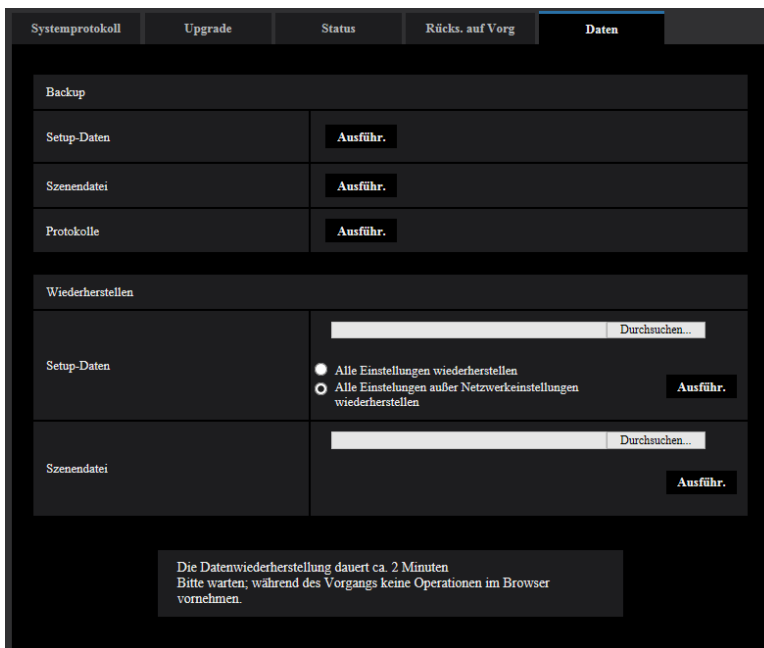 Systemprotokoll
Upgrade
Status
Rücks. auf Vorg
Daten
Backup
Setup-Daten
Ausführ.
Szenendatei
Ausführ.
Protokolle
Ausführ.
Wiederherstellen
Durchsuchen...
Setup-Daten
Alle Einstellungen wiederherstellen
Alle Einstelungen außer Netzwerkeinstellungen
wiederherstellen
Ausführ.
Durchsuchen...
Szenendatei
Ausführ.
Die Datenwiederherstellung dauert ca. 2 Minuten
Bitte warten; während des Vorgangs keine Operationen im Browser
vornehmen.